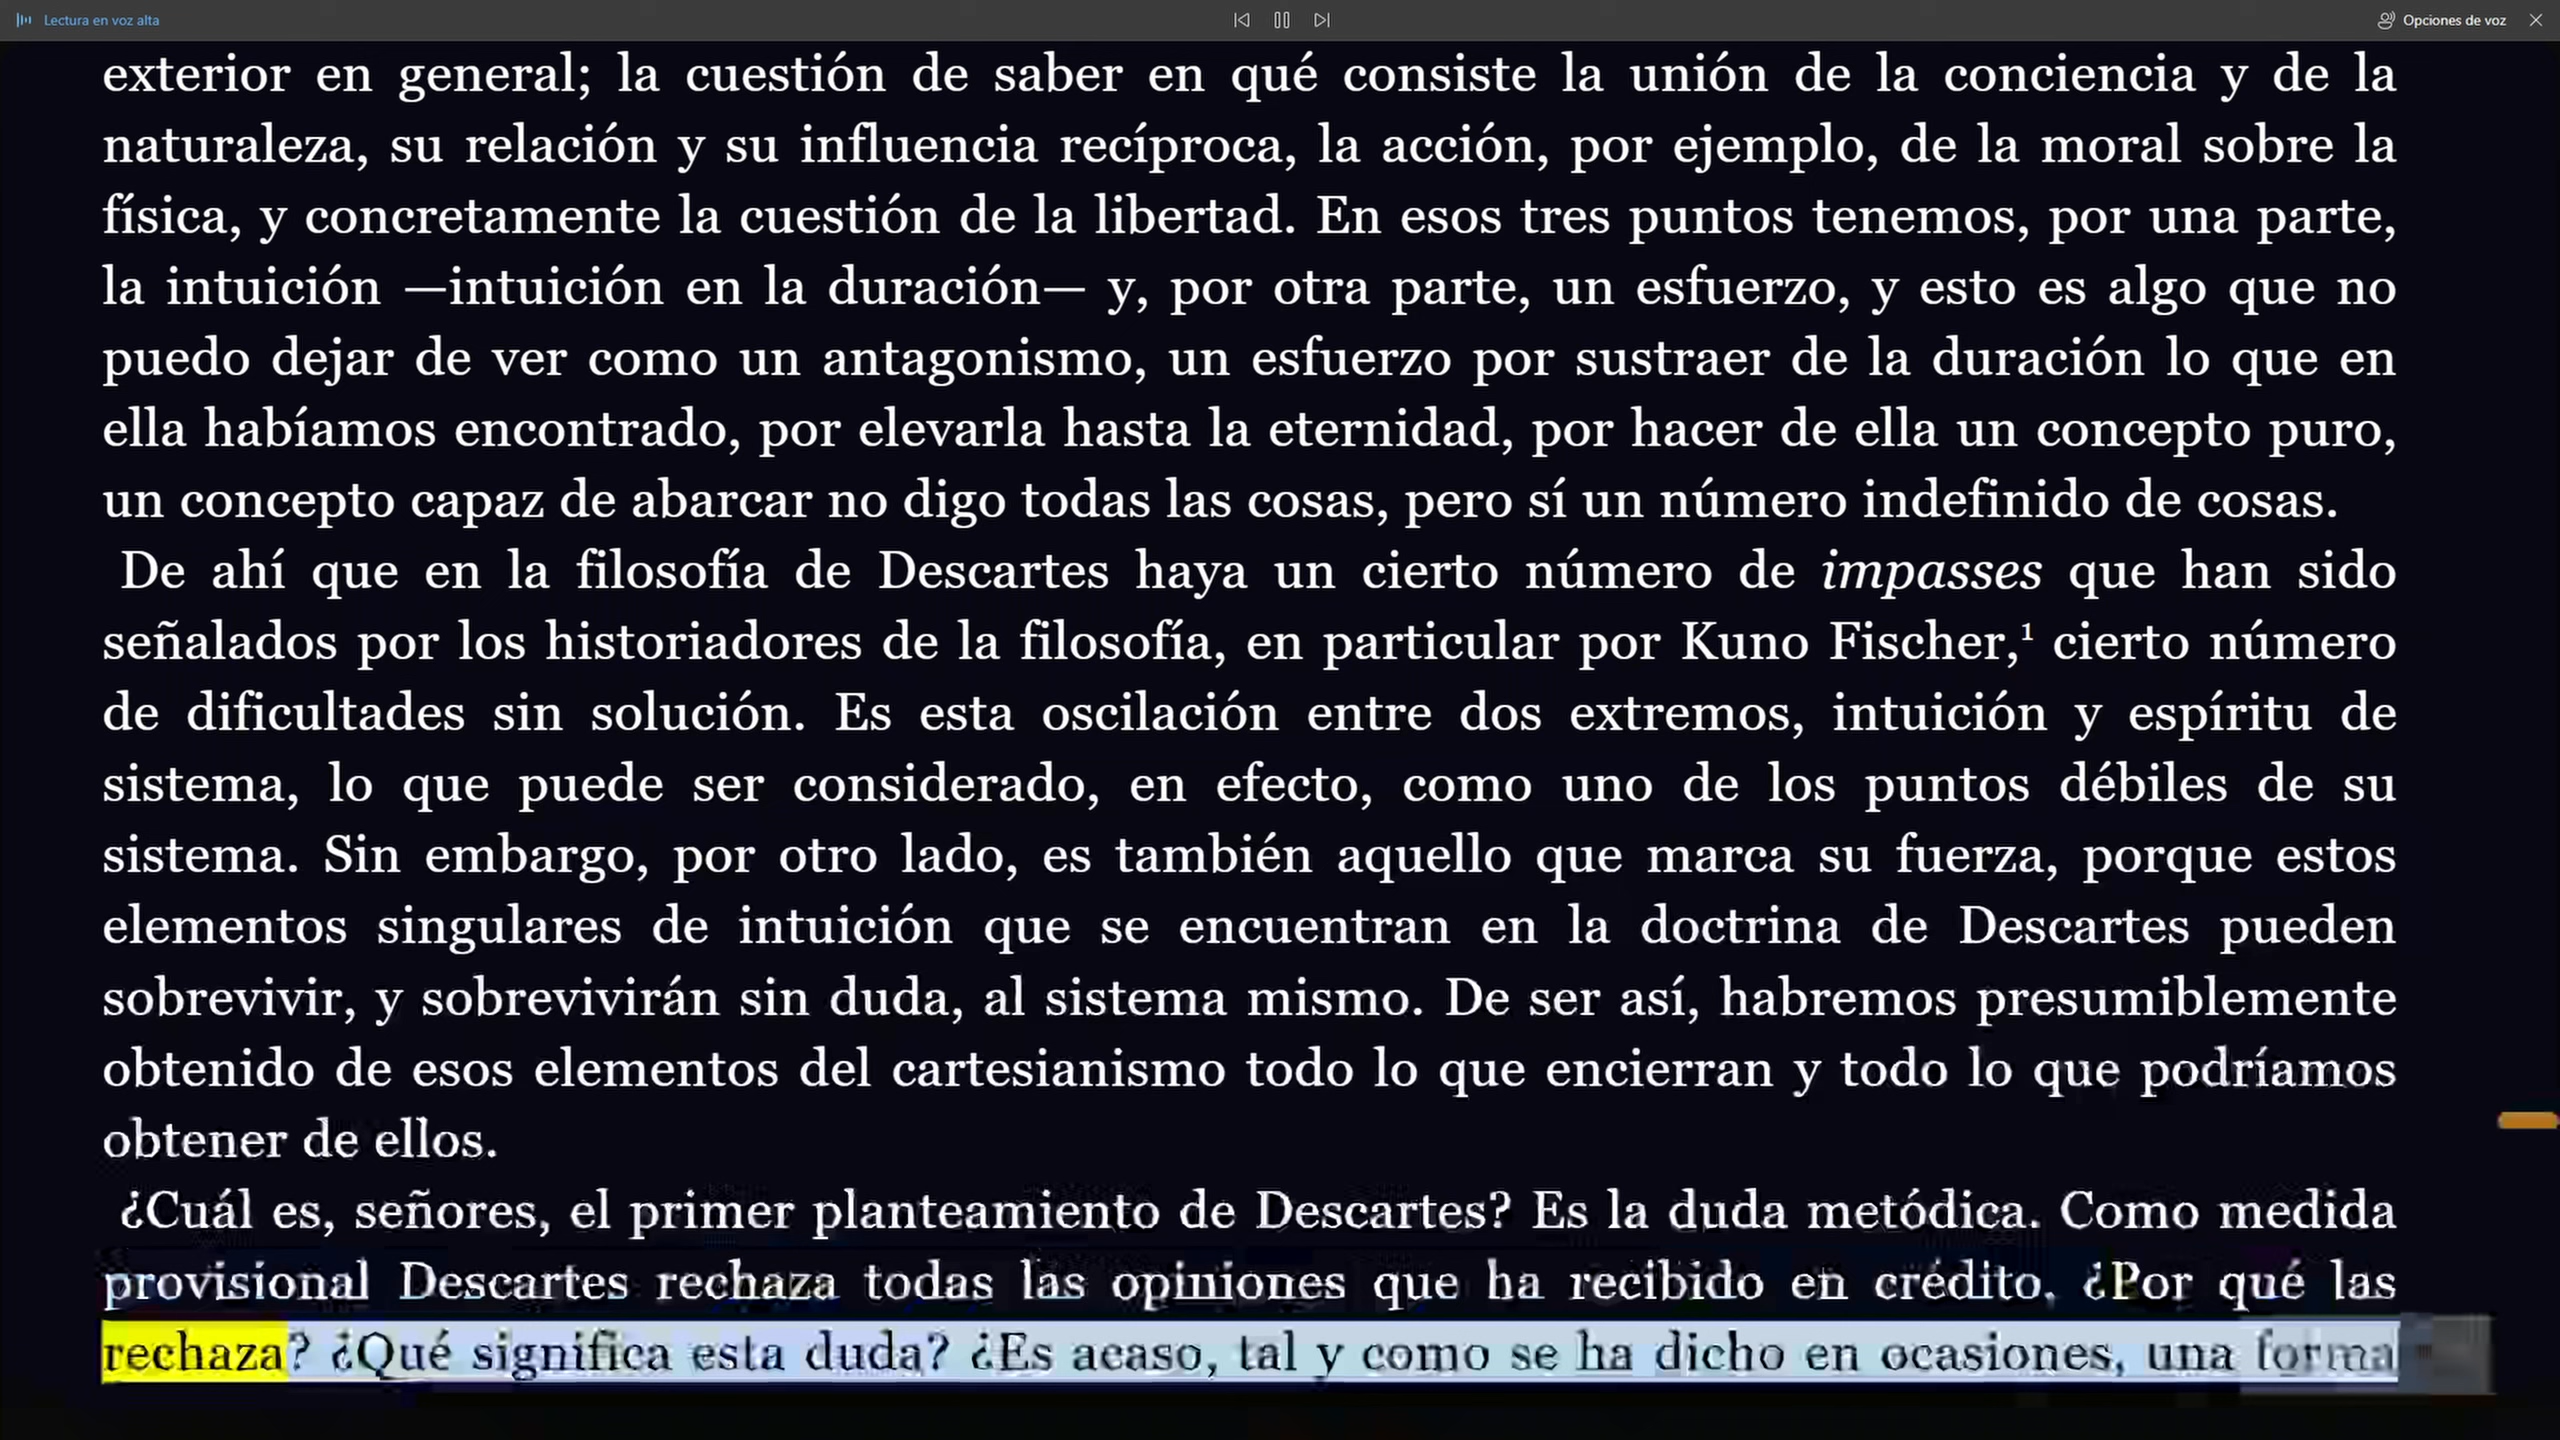 Lectura en voz alta
Opciones de voz
exterior en general; la cuestión de saber en qué consiste la unión de la conciencia y de la
naturaleza, su relación y su influencia recíproca, la acción, por ejemplo, de la moral sobre la
física, y concretamente la cuestión de la libertad. En esos tres puntos tenemos, por una parte,
la intuición —intuición en la duración— y, por otra parte, un esfuerzo, y esto es algo que no
puedo dejar de ver como un antagonismo, un esfuerzo por sustraer de la duración lo que en
ella habíamos encontrado, por elevarla hasta la eternidad, por hacer de ella un concepto puro,
un concepto capaz de abarcar no digo todas las cosas, pero sí un número indefinido de cosas.
De ahí que en la filosofía de Descartes haya un cierto número de impasses que han sido
señalados por los historiadores de la filosofía, en particular por Kuno Fischer,¹ cierto número
de dificultades sin solución. Es esta oscilación entre dos extremos, intuición y espíritu de
sistema, lo que puede ser considerado, en efecto, como uno de los puntos débiles de su
sistema. Sin embargo, por otro lado, es también aquello que marca su fuerza, porque estos
elementos singulares de intuición que se encuentran en la doctrina de Descartes pueden
sobrevivir, y sobrevivirán sin duda, al sistema mismo. De ser así, habremos presumiblemente
obtenido de esos elementos del cartesianismo todo lo que encierran y todo lo que podríamos
obtener de ellos.
¿Cuál es, señores, el primer planteamiento de Descartes? Es la duda metódica. Como medida
provisional Descartes rechaza todas las opiniones que ha recibido en crédito. ¿Por qué las
rechaza? ¿Qué significa esta duda? ¿Es acaso, tal y como se ha dicho en ocasiones, una forma